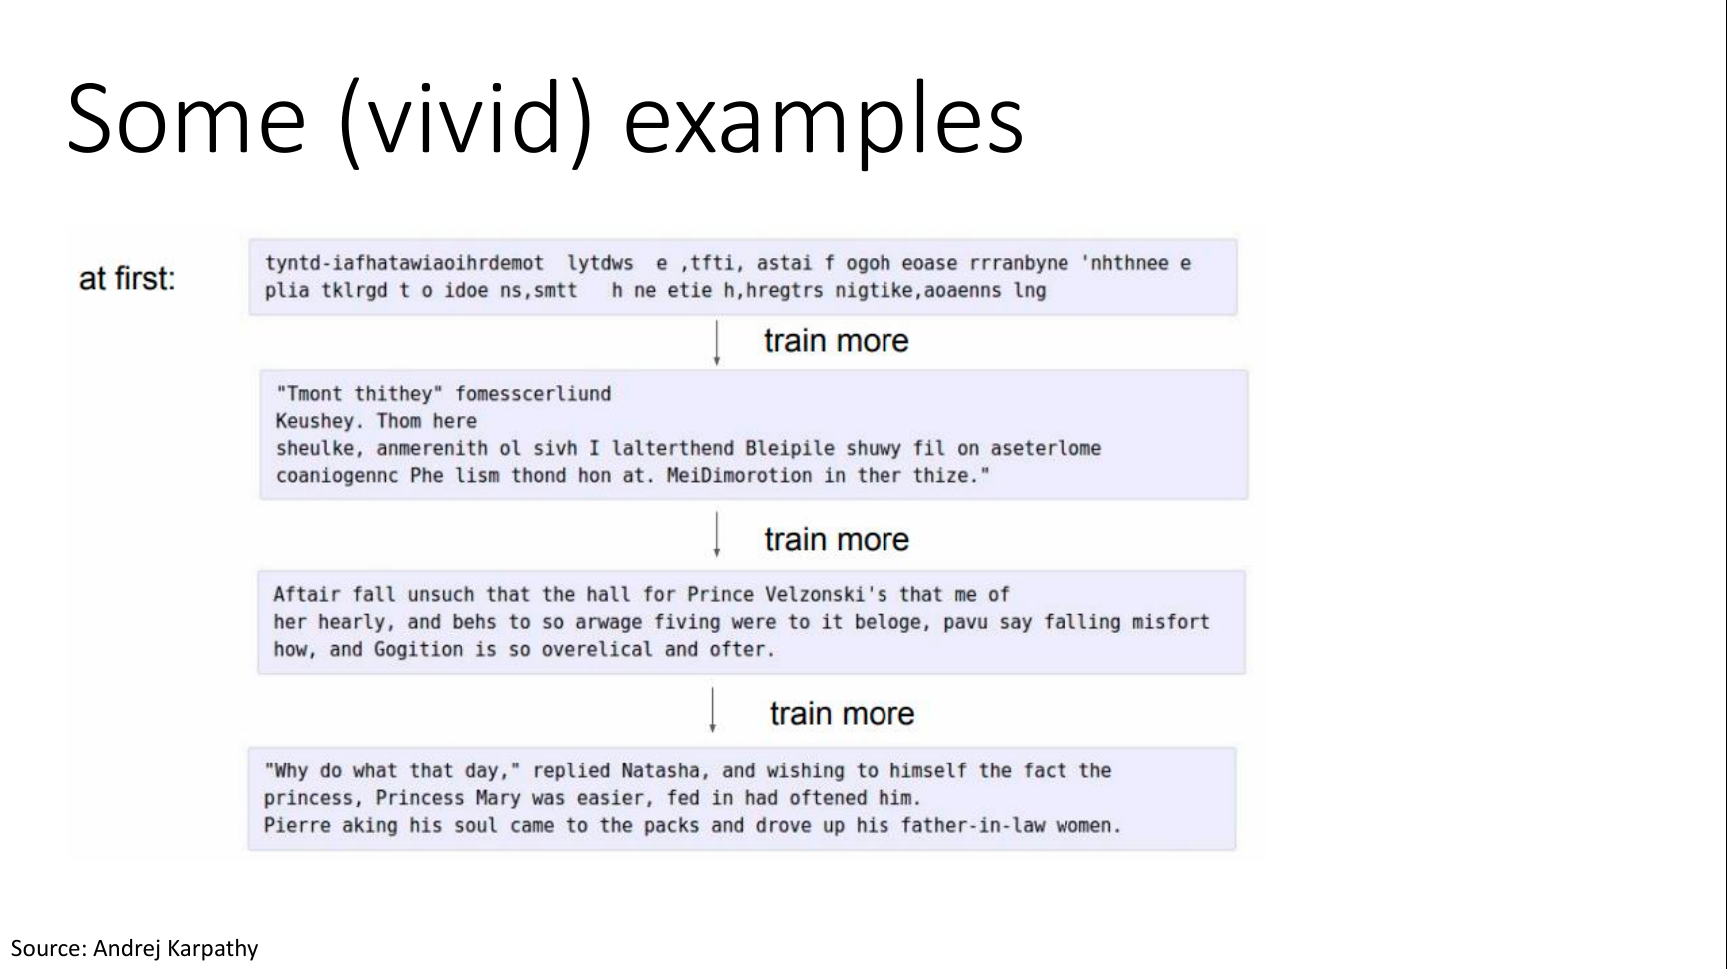 Some (vivid) examples
at first:
tyntd-iafhatawiaoihrdemot  lytdws  e ,tfti, astai f ogoh eoase rrranbyne 'nhthnee e
plia tklrgd t o idoe ns,smtt   h ne etie h,hregtrs nigtike,aoaenns lng
train more
"Tmont thithey" fomesscerliund
Keushey. Thom here
sheulke, anmerenith ol sivh I lalterthend Bleipile shuwy fil on aseterlome
coaniogennc Phe lism thond hon at. MeiDimorotion in ther thize."
train more
Aftair fall unsuch that the hall for Prince Velzonski's that me of
her hearly, and behs to so arwage fiving were to it beloge, pavu say falling misfort
how, and Gogition is so overelical and ofter.
train more
"Why do what that day," replied Natasha, and wishing to himself the fact the
princess, Princess Mary was easier, fed in had oftened him.
Pierre aking his soul came to the packs and drove up his father-in-law women.
Source: Andrej Karpathy